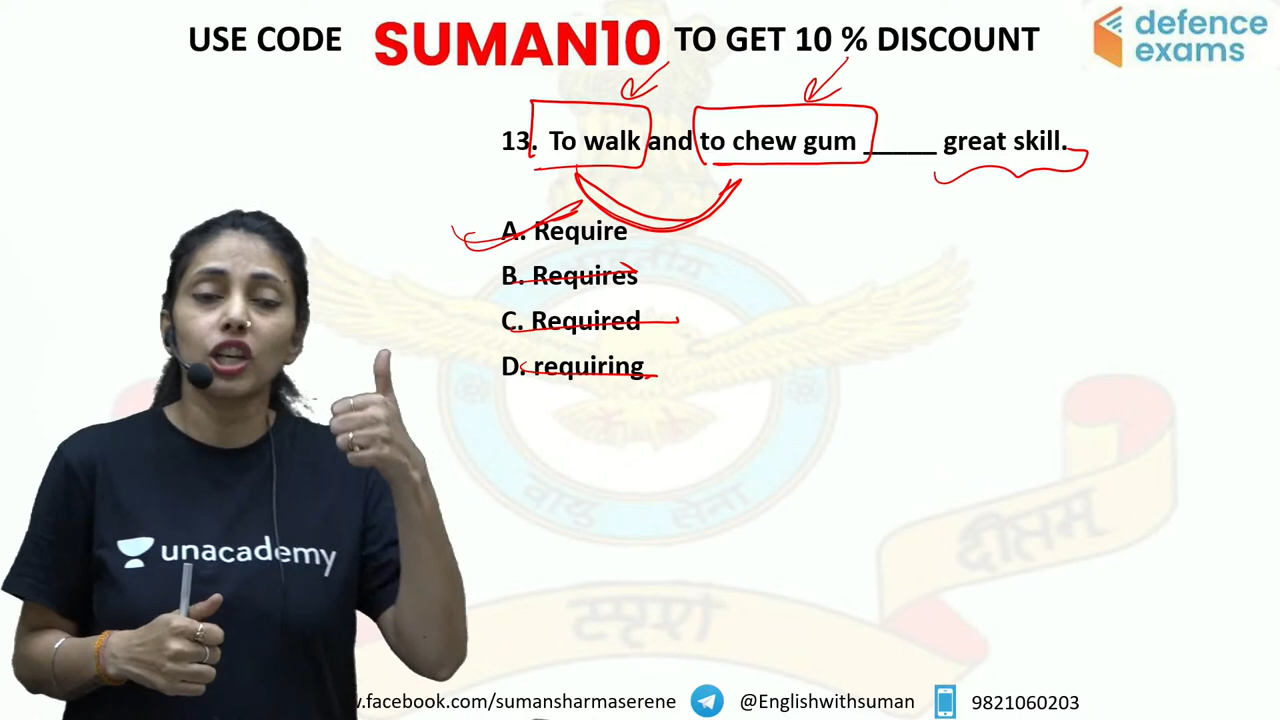 USE CODE SUMAN10 TO GET 10 % DISCOUNT
defence
exams
13. To walk and to chew gum _____ great skill.
A. Require
B. Requires
C. Required
D. requiring
unacademy
.facebook.com/sumansharmaserene @Englishwithsuman 9821060203